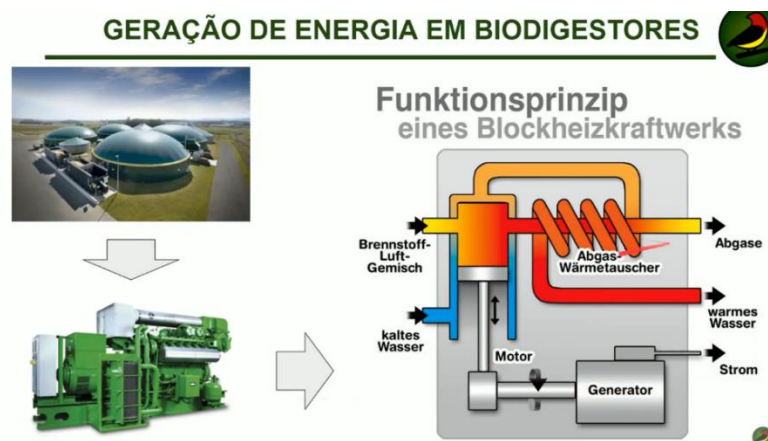 GERAÇÃO DE ENERGIA EM BIODIGESTORES
Funktionsprinzip
eines Blockheizkraftwerks
Brennstoff-
Luft-
Gemisch
Abgas-
Wärmetauscher
Abgase
kaltes
Wasser
warmes
Wasser
Motor
Generator
Strom